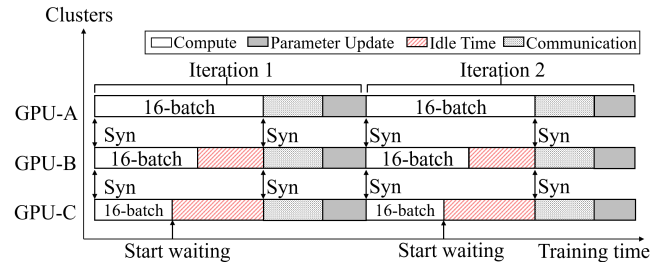 Clusters
Compute Parameter Update Idle Time Communication
Iteration 1 Iteration 2
GPU-A 16-batch 16-batch
Syn Syn Syn Syn
GPU-B 16-batch 16-batch
Syn Syn Syn Syn
GPU-C 16-batch 16-batch
Start waiting Start waiting Training time